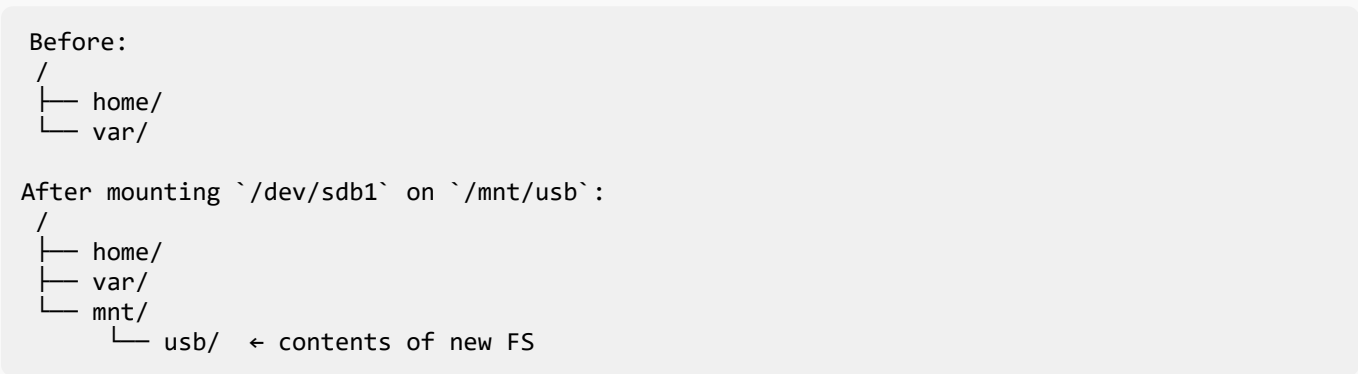 Before:
/
├── home/
└── var/
After mounting `/dev/sdb1` on `/mnt/usb`:
/
├── home/
├── var/
└── mnt/
└── usb/ ← contents of new FS